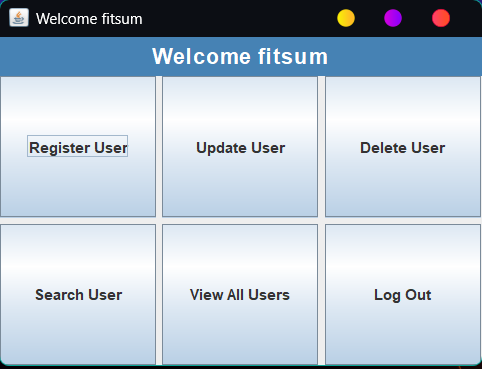 Welcome fitsum
Welcome fitsum
Register User
Update User
Delete User
Search User
View All Users
Log Out